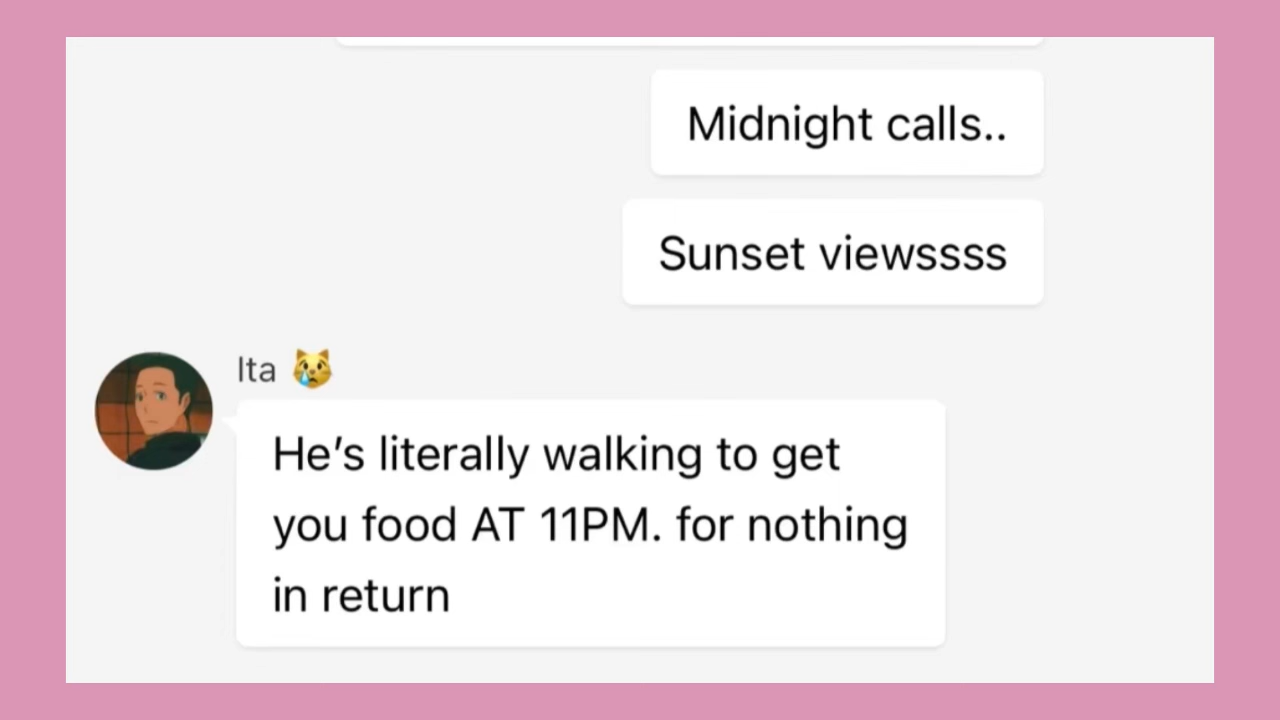 Midnight calls..
Sunset viewssss
Ita 😿
He’s literally walking to get
you food AT 11PM. for nothing
in return